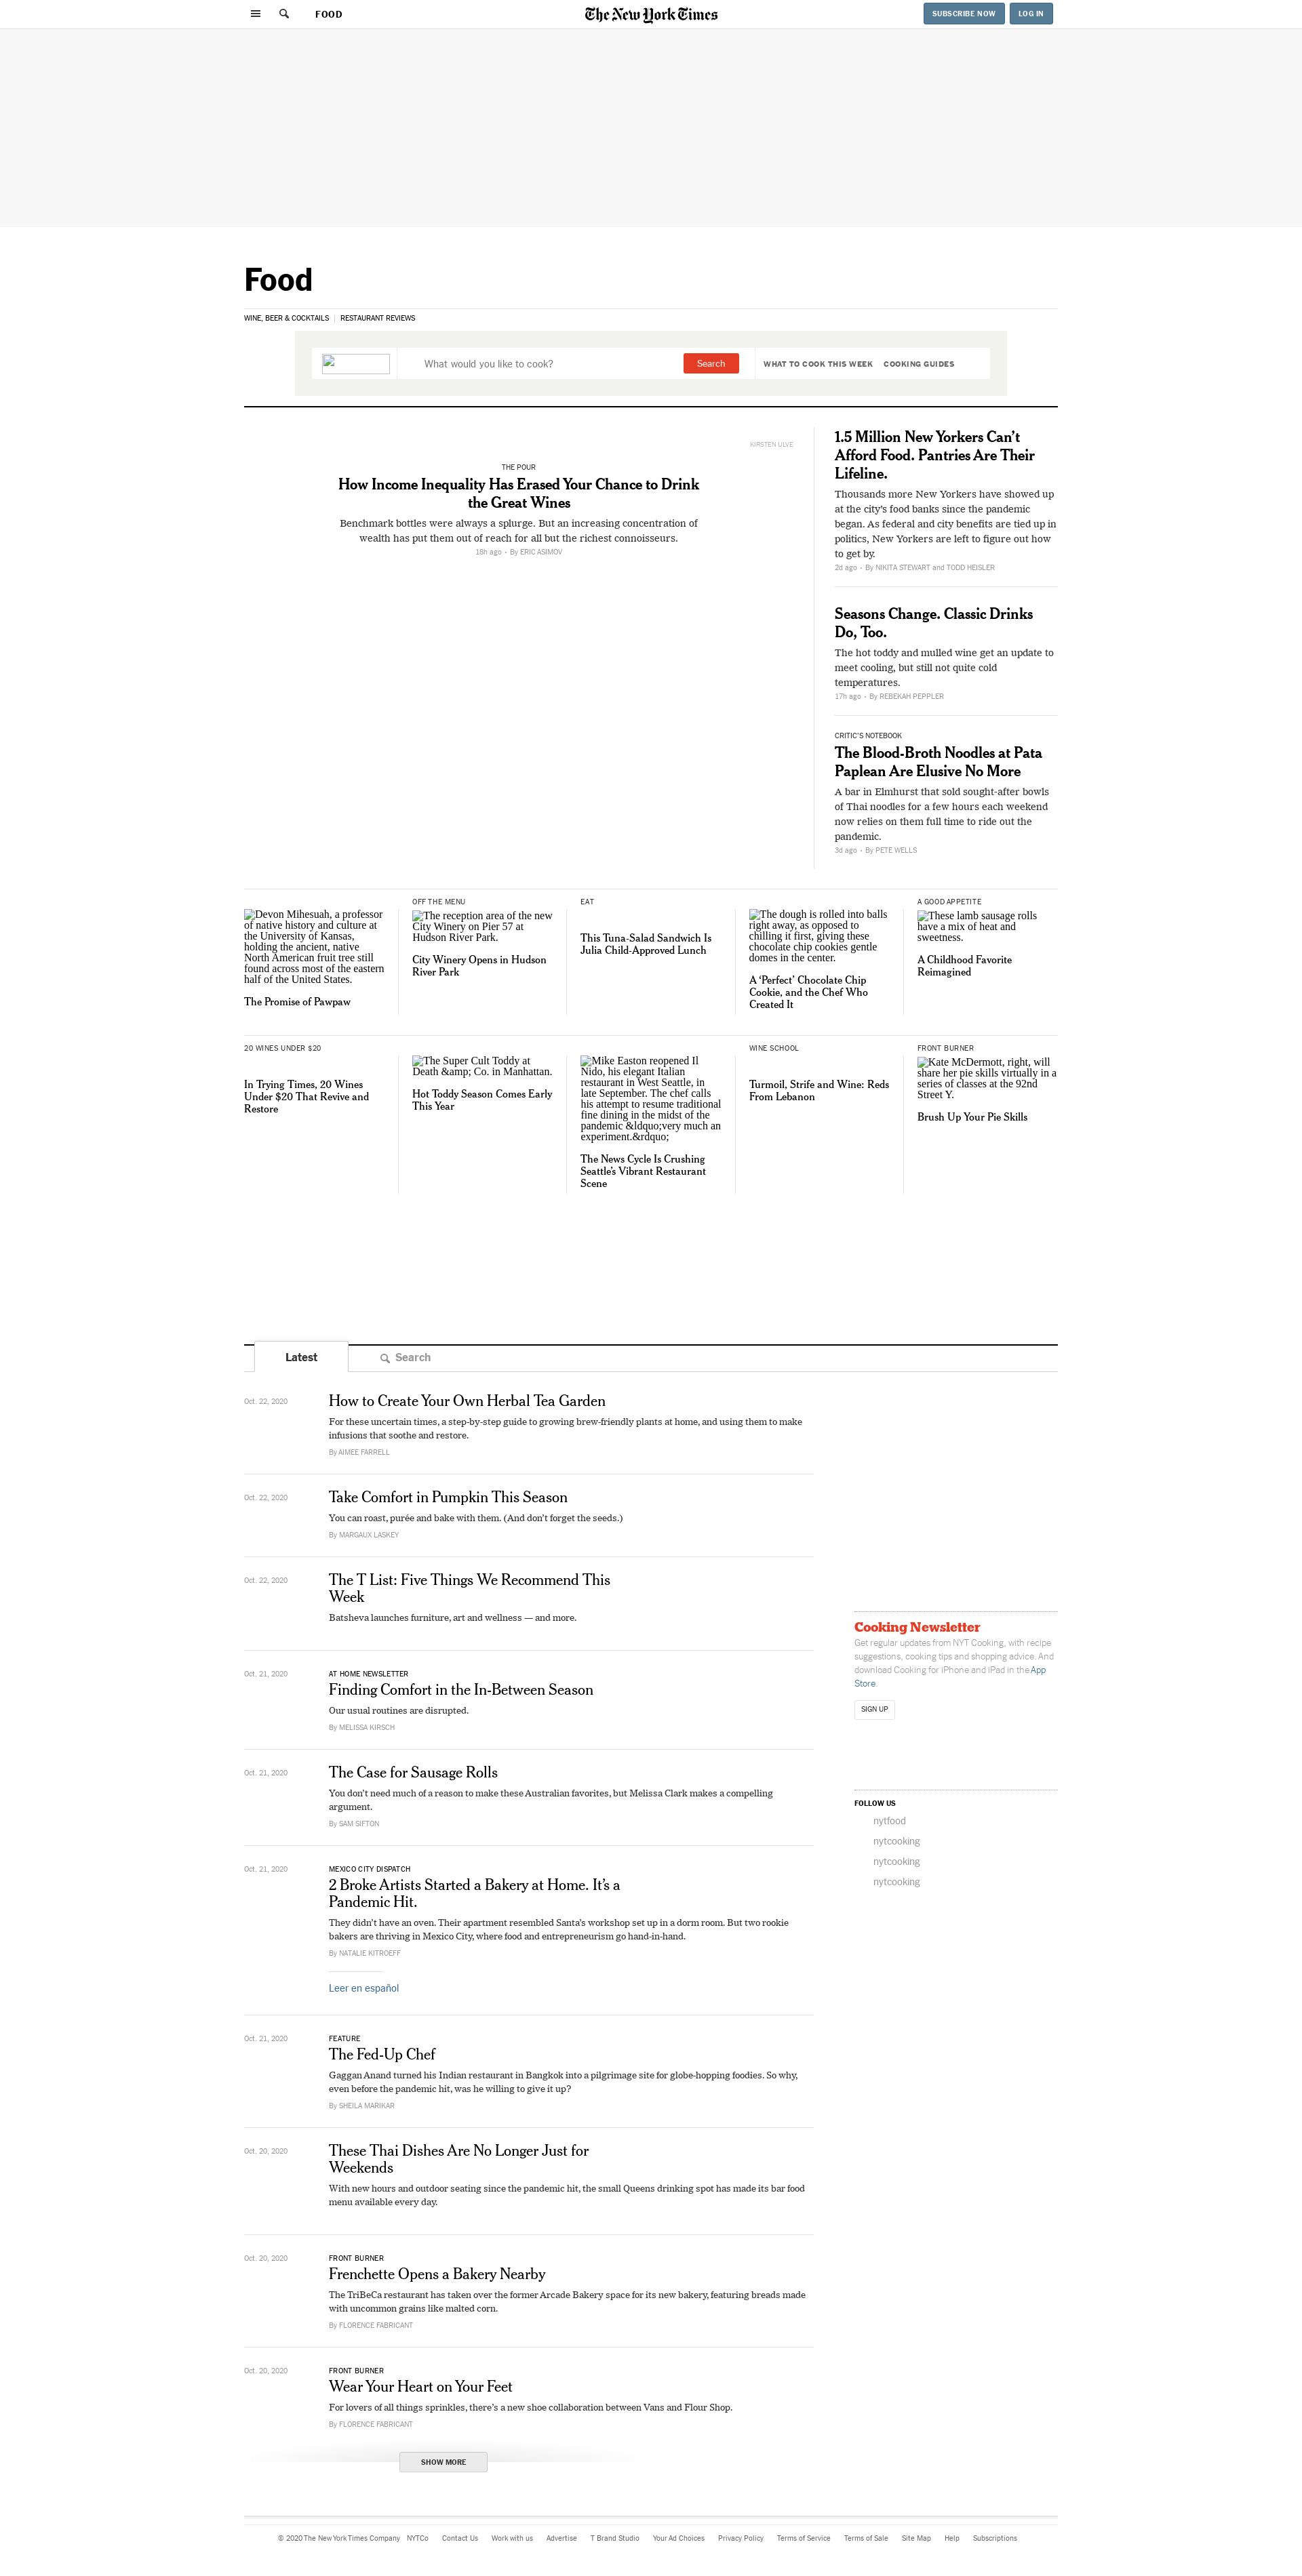 FOOD
The New York Times
SUBSCRIBE NOW
LOG IN
Food
WINE, BEER & COCKTAILS | RESTAURANT REVIEWS
What would you like to cook?
Search
WHAT TO COOK THIS WEEK
COOKING GUIDES
KIRSTEN ULVE
THE POUR
How Income Inequality Has Erased Your Chance to Drink
the Great Wines
Benchmark bottles were always a splurge. But an increasing concentration of
wealth has put them out of reach for all but the richest connoisseurs.
18h ago • By ERIC ASIMOV
1.5 Million New Yorkers Can’t
Afford Food. Pantries Are Their
Lifeline.
Thousands more New Yorkers have showed up
at the city’s food banks since the pandemic
began. As federal and city benefits are tied up in
politics, New Yorkers are left to figure out how
to get by.
2d ago • By NIKITA STEWART and TODD HEISLER
Seasons Change. Classic Drinks
Do, Too.
The hot toddy and mulled wine get an update to
meet cooling, but still not quite cold
temperatures.
17h ago • By REBEKAH PEPPLER
CRITIC’S NOTEBOOK
The Blood-Broth Noodles at Pata
Paplean Are Elusive No More
A bar in Elmhurst that sold sought-after bowls
of Thai noodles for a few hours each weekend
now relies on them full time to ride out the
pandemic.
3d ago • By PETE WELLS
Devon Mihesuah, a professor
of native history and culture at
the University of Kansas,
holding the ancient, native
North American fruit tree still
found across most of the eastern
half of the United States.
The Promise of Pawpaw
OFF THE MENU
The reception area of the new
City Winery on Pier 57 at
Hudson River Park.
City Winery Opens in Hudson
River Park
EAT
This Tuna-Salad Sandwich Is
Julia Child-Approved Lunch
The dough is rolled into balls
right away, as opposed to
chilling it first, giving these
chocolate chip cookies gentle
domes in the center.
A ‘Perfect’ Chocolate Chip
Cookie, and the Chef Who
Created It
A GOOD APPETITE
These lamb sausage rolls
have a mix of heat and
sweetness.
A Childhood Favorite
Reimagined
20 WINES UNDER $20
In Trying Times, 20 Wines
Under $20 That Revive and
Restore
The Super Cult Toddy at
Death &amp; Co. in Manhattan.
Hot Toddy Season Comes Early
This Year
Mike Easton reopened Il
Nido, his elegant Italian
restaurant in West Seattle, in
late September. The chef calls
his attempt to resume traditional
fine dining in the midst of the
pandemic &ldquo;very much an
experiment.&rdquo;
The News Cycle Is Crushing
Seattle’s Vibrant Restaurant
Scene
WINE SCHOOL
Turmoil, Strife and Wine: Reds
From Lebanon
FRONT BURNER
Kate McDermott, right, will
share her pie skills virtually in a
series of classes at the 92nd
Street Y.
Brush Up Your Pie Skills
Latest
Search
Oct. 22, 2020
How to Create Your Own Herbal Tea Garden
For these uncertain times, a step-by-step guide to growing brew-friendly plants at home, and using them to make
infusions that soothe and restore.
By AIMEE FARRELL
Oct. 22, 2020
Take Comfort in Pumpkin This Season
You can roast, purée and bake with them. (And don’t forget the seeds.)
By MARGAUX LASKEY
Oct. 22, 2020
The T List: Five Things We Recommend This
Week
Batsheva launches furniture, art and wellness — and more.
Oct. 21, 2020
AT HOME NEWSLETTER
Finding Comfort in the In-Between Season
Our usual routines are disrupted.
By MELISSA KIRSCH
Oct. 21, 2020
The Case for Sausage Rolls
You don’t need much of a reason to make these Australian favorites, but Melissa Clark makes a compelling
argument.
By SAM SIFTON
Oct. 21, 2020
MEXICO CITY DISPATCH
2 Broke Artists Started a Bakery at Home. It’s a
Pandemic Hit.
They didn’t have an oven. Their apartment resembled Santa’s workshop set up in a dorm room. But two rookie
bakers are thriving in Mexico City, where food and entrepreneurism go hand-in-hand.
By NATALIE KITROEFF
Leer en español
Oct. 21, 2020
FEATURE
The Fed-Up Chef
Gaggan Anand turned his Indian restaurant in Bangkok into a pilgrimage site for globe-hopping foodies. So why,
even before the pandemic hit, was he willing to give it up?
By SHEILA MARIKAR
Oct. 20, 2020
These Thai Dishes Are No Longer Just for
Weekends
With new hours and outdoor seating since the pandemic hit, the small Queens drinking spot has made its bar food
menu available every day.
Oct. 20, 2020
FRONT BURNER
Frenchette Opens a Bakery Nearby
The TriBeCa restaurant has taken over the former Arcade Bakery space for its new bakery, featuring breads made
with uncommon grains like malted corn.
By FLORENCE FABRICANT
Oct. 20, 2020
FRONT BURNER
Wear Your Heart on Your Feet
For lovers of all things sprinkles, there’s a new shoe collaboration between Vans and Flour Shop.
By FLORENCE FABRICANT
SHOW MORE
Cooking Newsletter
Get regular updates from NYT Cooking, with recipe
suggestions, cooking tips and shopping advice. And
download Cooking for iPhone and iPad in the App
Store.
SIGN UP
FOLLOW US
nytfood
nytcooking
nytcooking
nytcooking
© 2020 The New York Times Company NYTCo Contact Us Work with us Advertise T Brand Studio Your Ad Choices Privacy Policy Terms of Service Terms of Sale Site Map Help Subscriptions